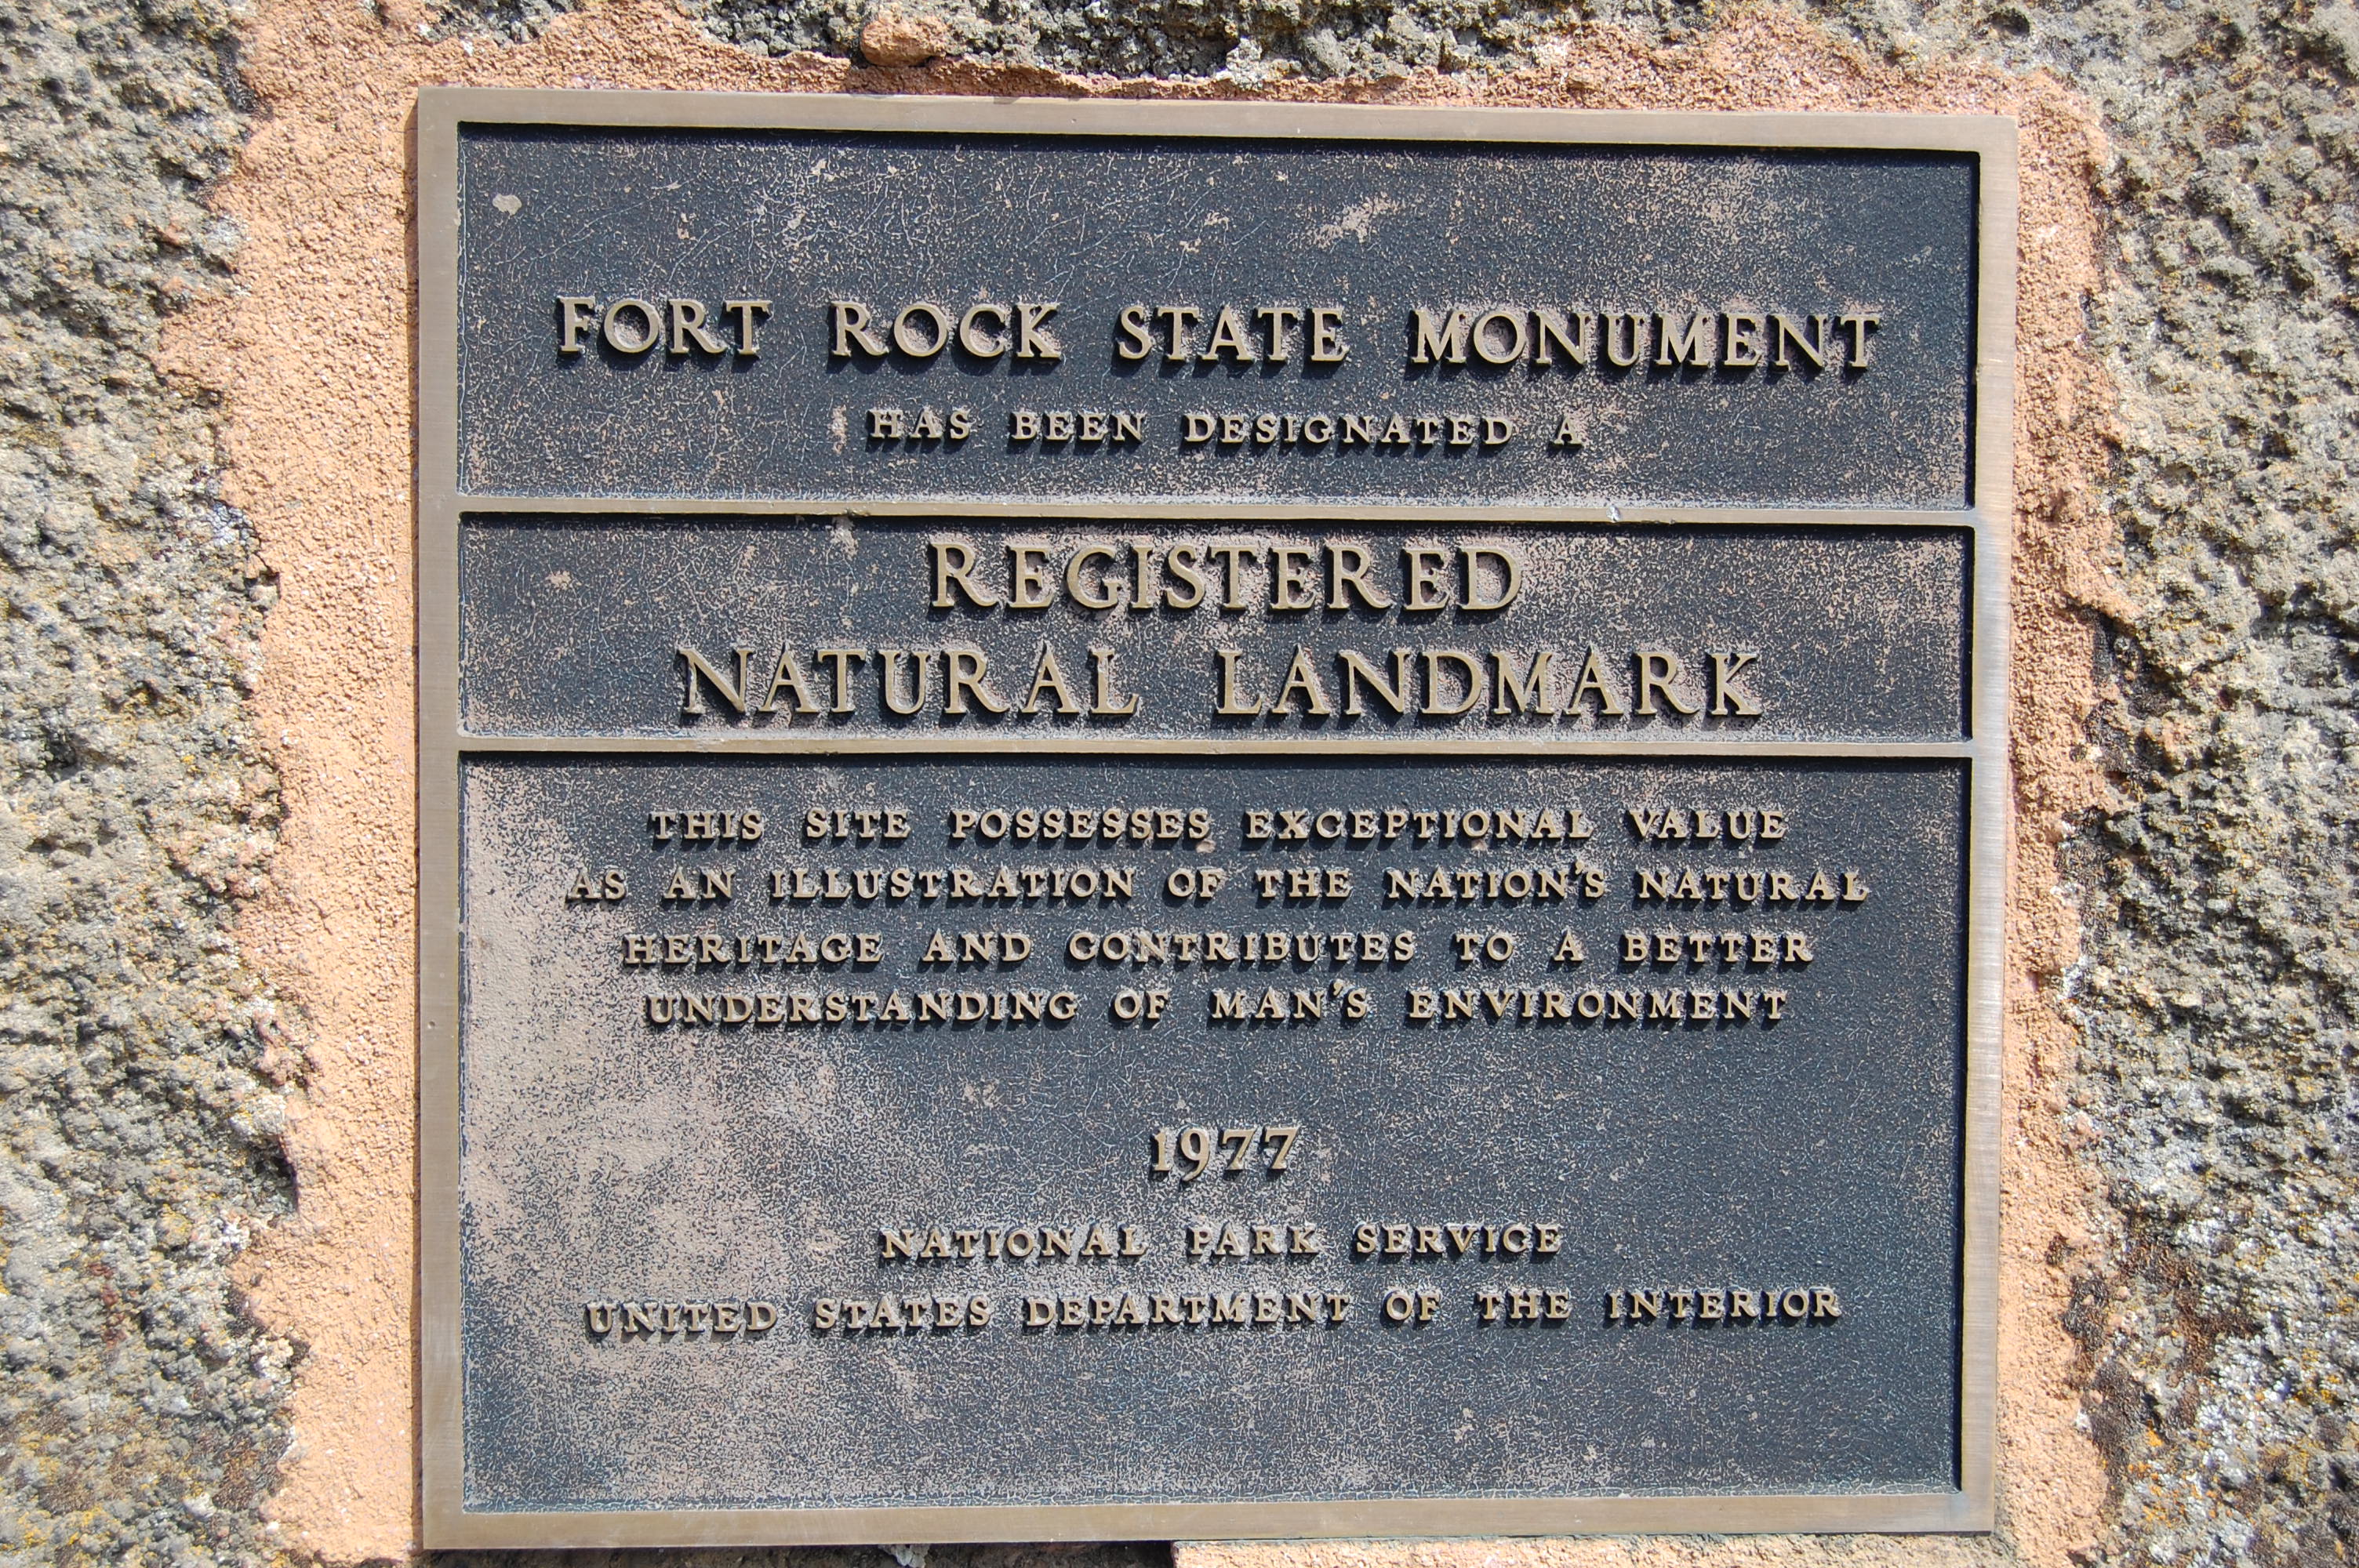 FORT ROCK STATE MONUMENT
HAS BEEN DESIGNATED A
REGISTERED
NATURAL LANDMARK
THIS SITE POSSESSES EXCEPTIONAL VALUE
AS AN ILLUSTRATION OF THE NATION'S NATURAL
HERITAGE AND CONTRIBUTES TO A BETTER
UNDERSTANDING OF MAN'S ENVIRONMENT
1977
NATIONAL PARK SERVICE
UNITED STATES DEPARTMENT OF THE INTERIOR